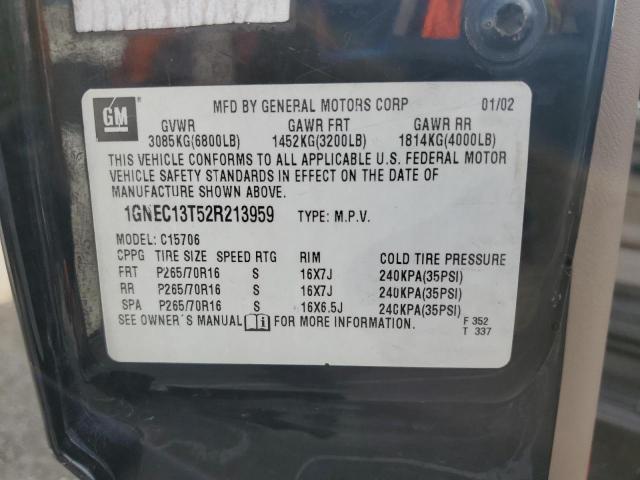 GM
MFD BY GENERAL MOTORS CORP 01/02
GVWR GAWR FRT GAWR RR
3085KG(6800LB) 1452KG(3200LB) 1814KG(4000LB)
THIS VEHICLE CONFORMS TO ALL APPLICABLE U.S. FEDERAL MOTOR
VEHICLE SAFETY STANDARDS IN EFFECT ON THE DATE OF
MANUFACTURE SHOWN ABOVE.
1GNEC13T52R213959 TYPE: M.P.V.
MODEL: C15706
CPPG TIRE SIZE SPEED RTG RIM COLD TIRE PRESSURE
FRT P265/70R16 S 16X7J 240KPA(35PSI)
RR P265/70R16 S 16X7J 240KPA(35PSI)
SPA P265/70R16 S 16X6.5J 240KPA(35PSI)
SEE OWNER'S MANUAL i FOR MORE INFORMATION. F 352
T 337